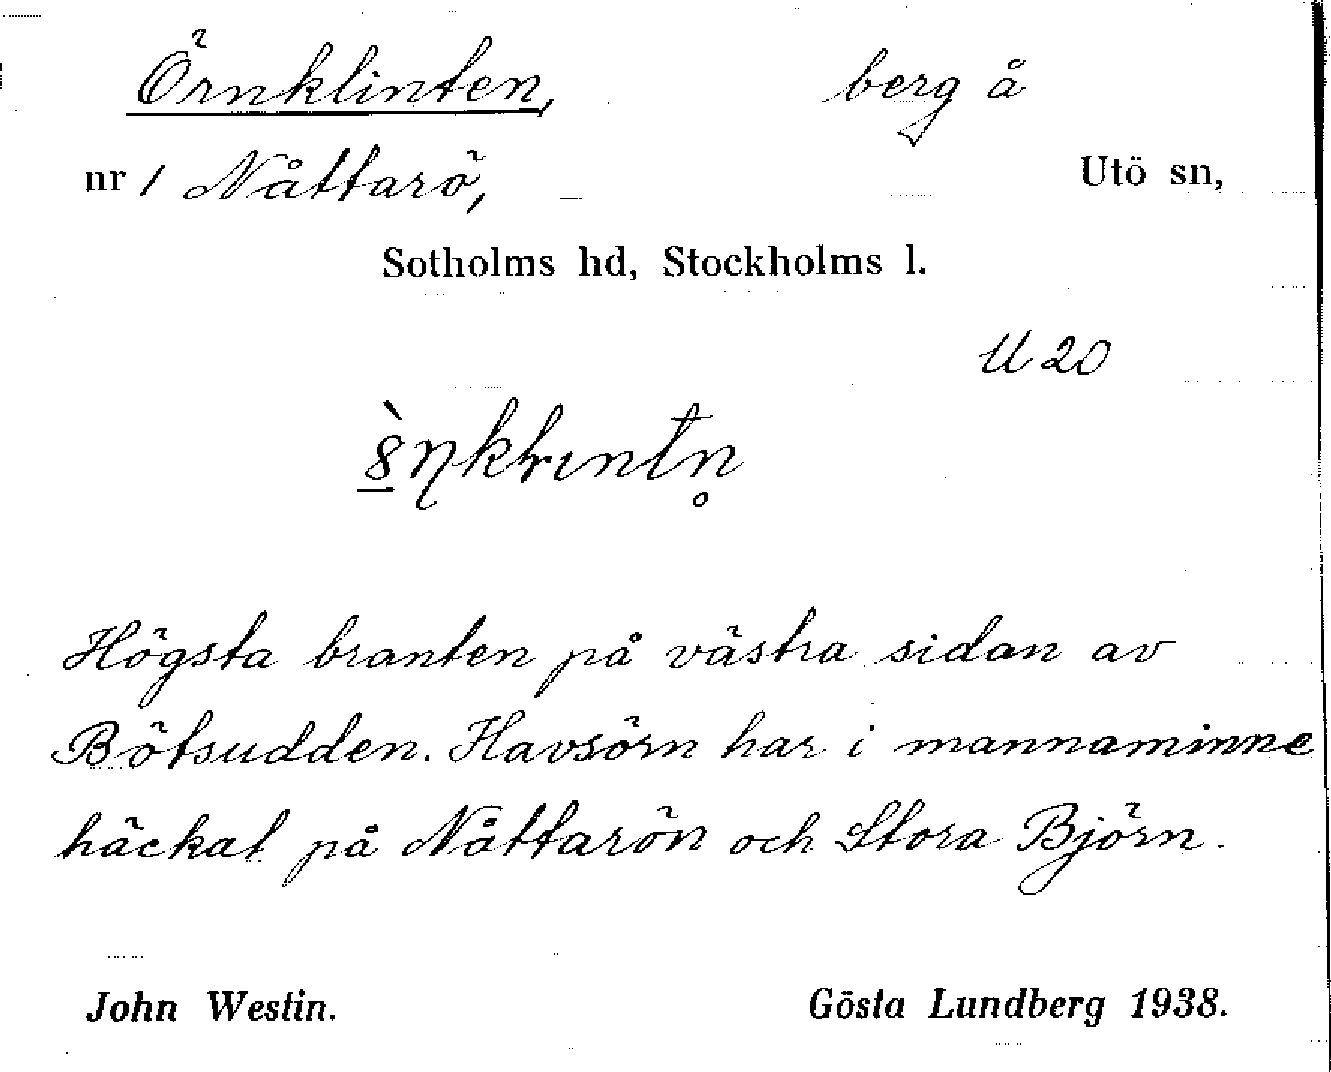 Örnklinten, berg å
nr 1 Nåttarö, Utö sn,
Sotholms hd, Stockholms l.
U 20
Högsta branten på västra sidan av
Bötsudden. Havsörn har i mannaminne
häckat på Nåttarön och Stora Björn.
John Westin. Gösta Lundberg 1938.